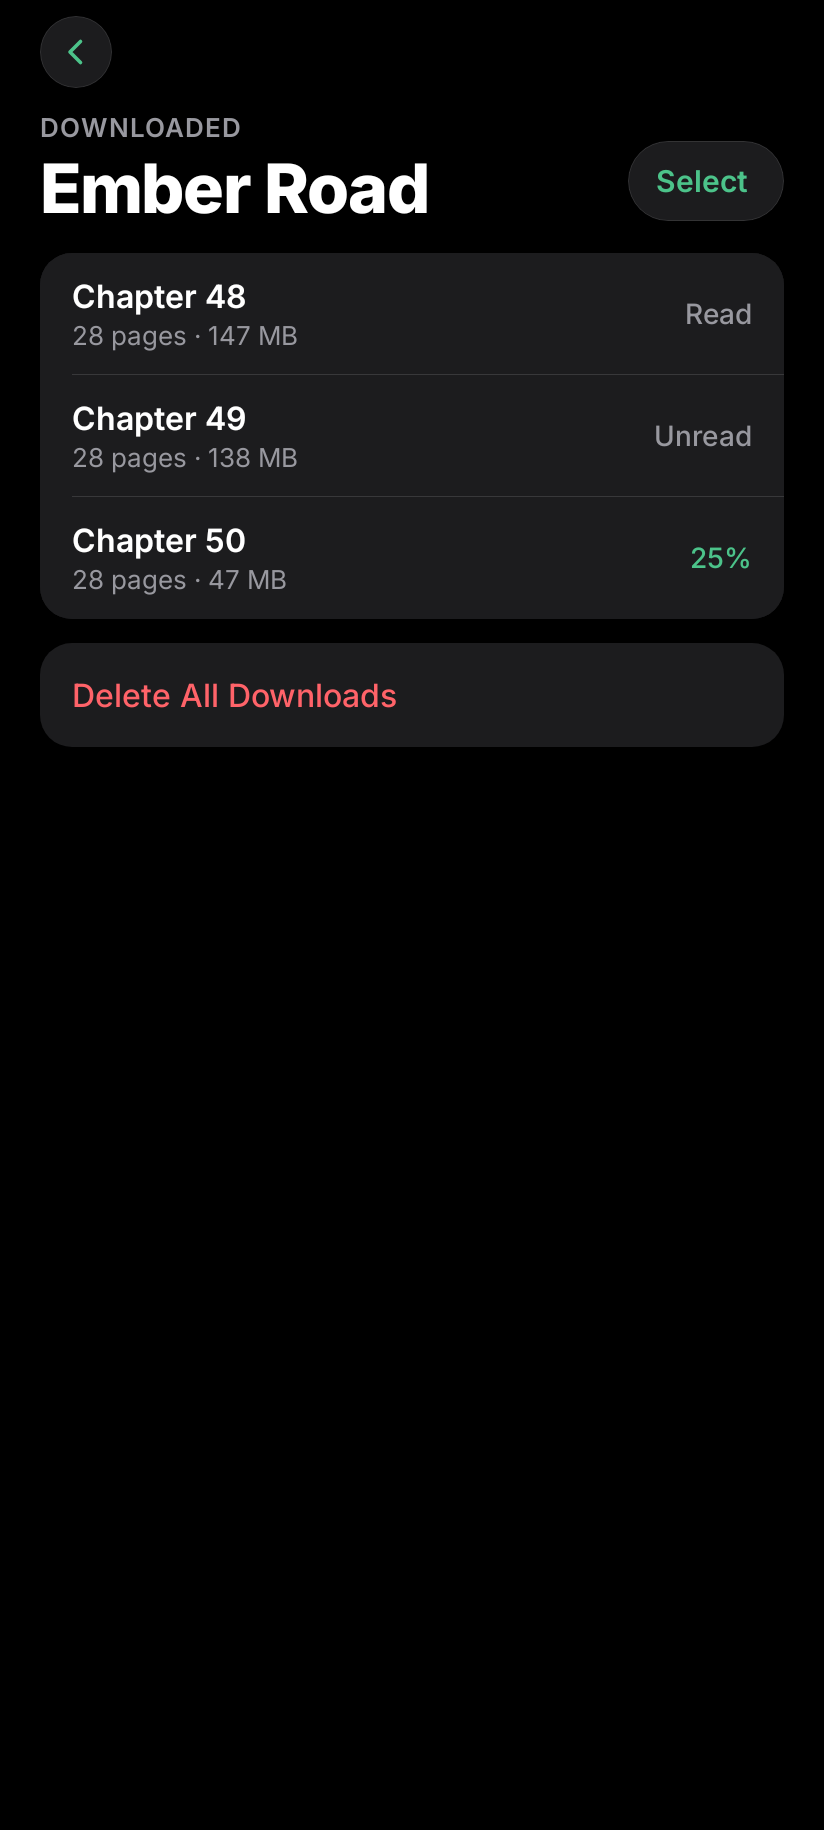 DOWNLOADED
Ember Road
Select
Chapter 48
28 pages · 147 MB
Read
Chapter 49
28 pages · 138 MB
Unread
Chapter 50
28 pages · 47 MB
25%
Delete All Downloads